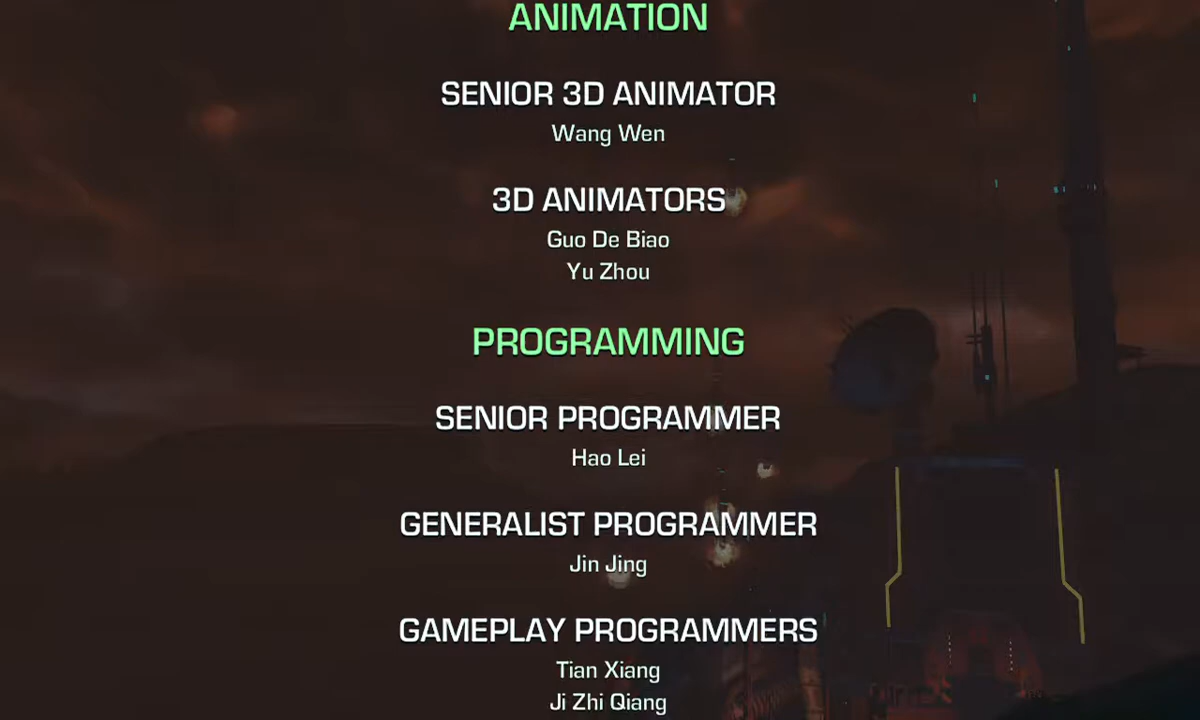 ANIMATION
SENIOR 3D ANIMATOR
Wang Wen
3D ANIMATORS
Guo De Biao
Yu Zhou
PROGRAMMING
SENIOR PROGRAMMER
Hao Lei
GENERALIST PROGRAMMER
Jin Jing
GAMEPLAY PROGRAMMERS
Tian Xiang
Ji Zhi Qiang